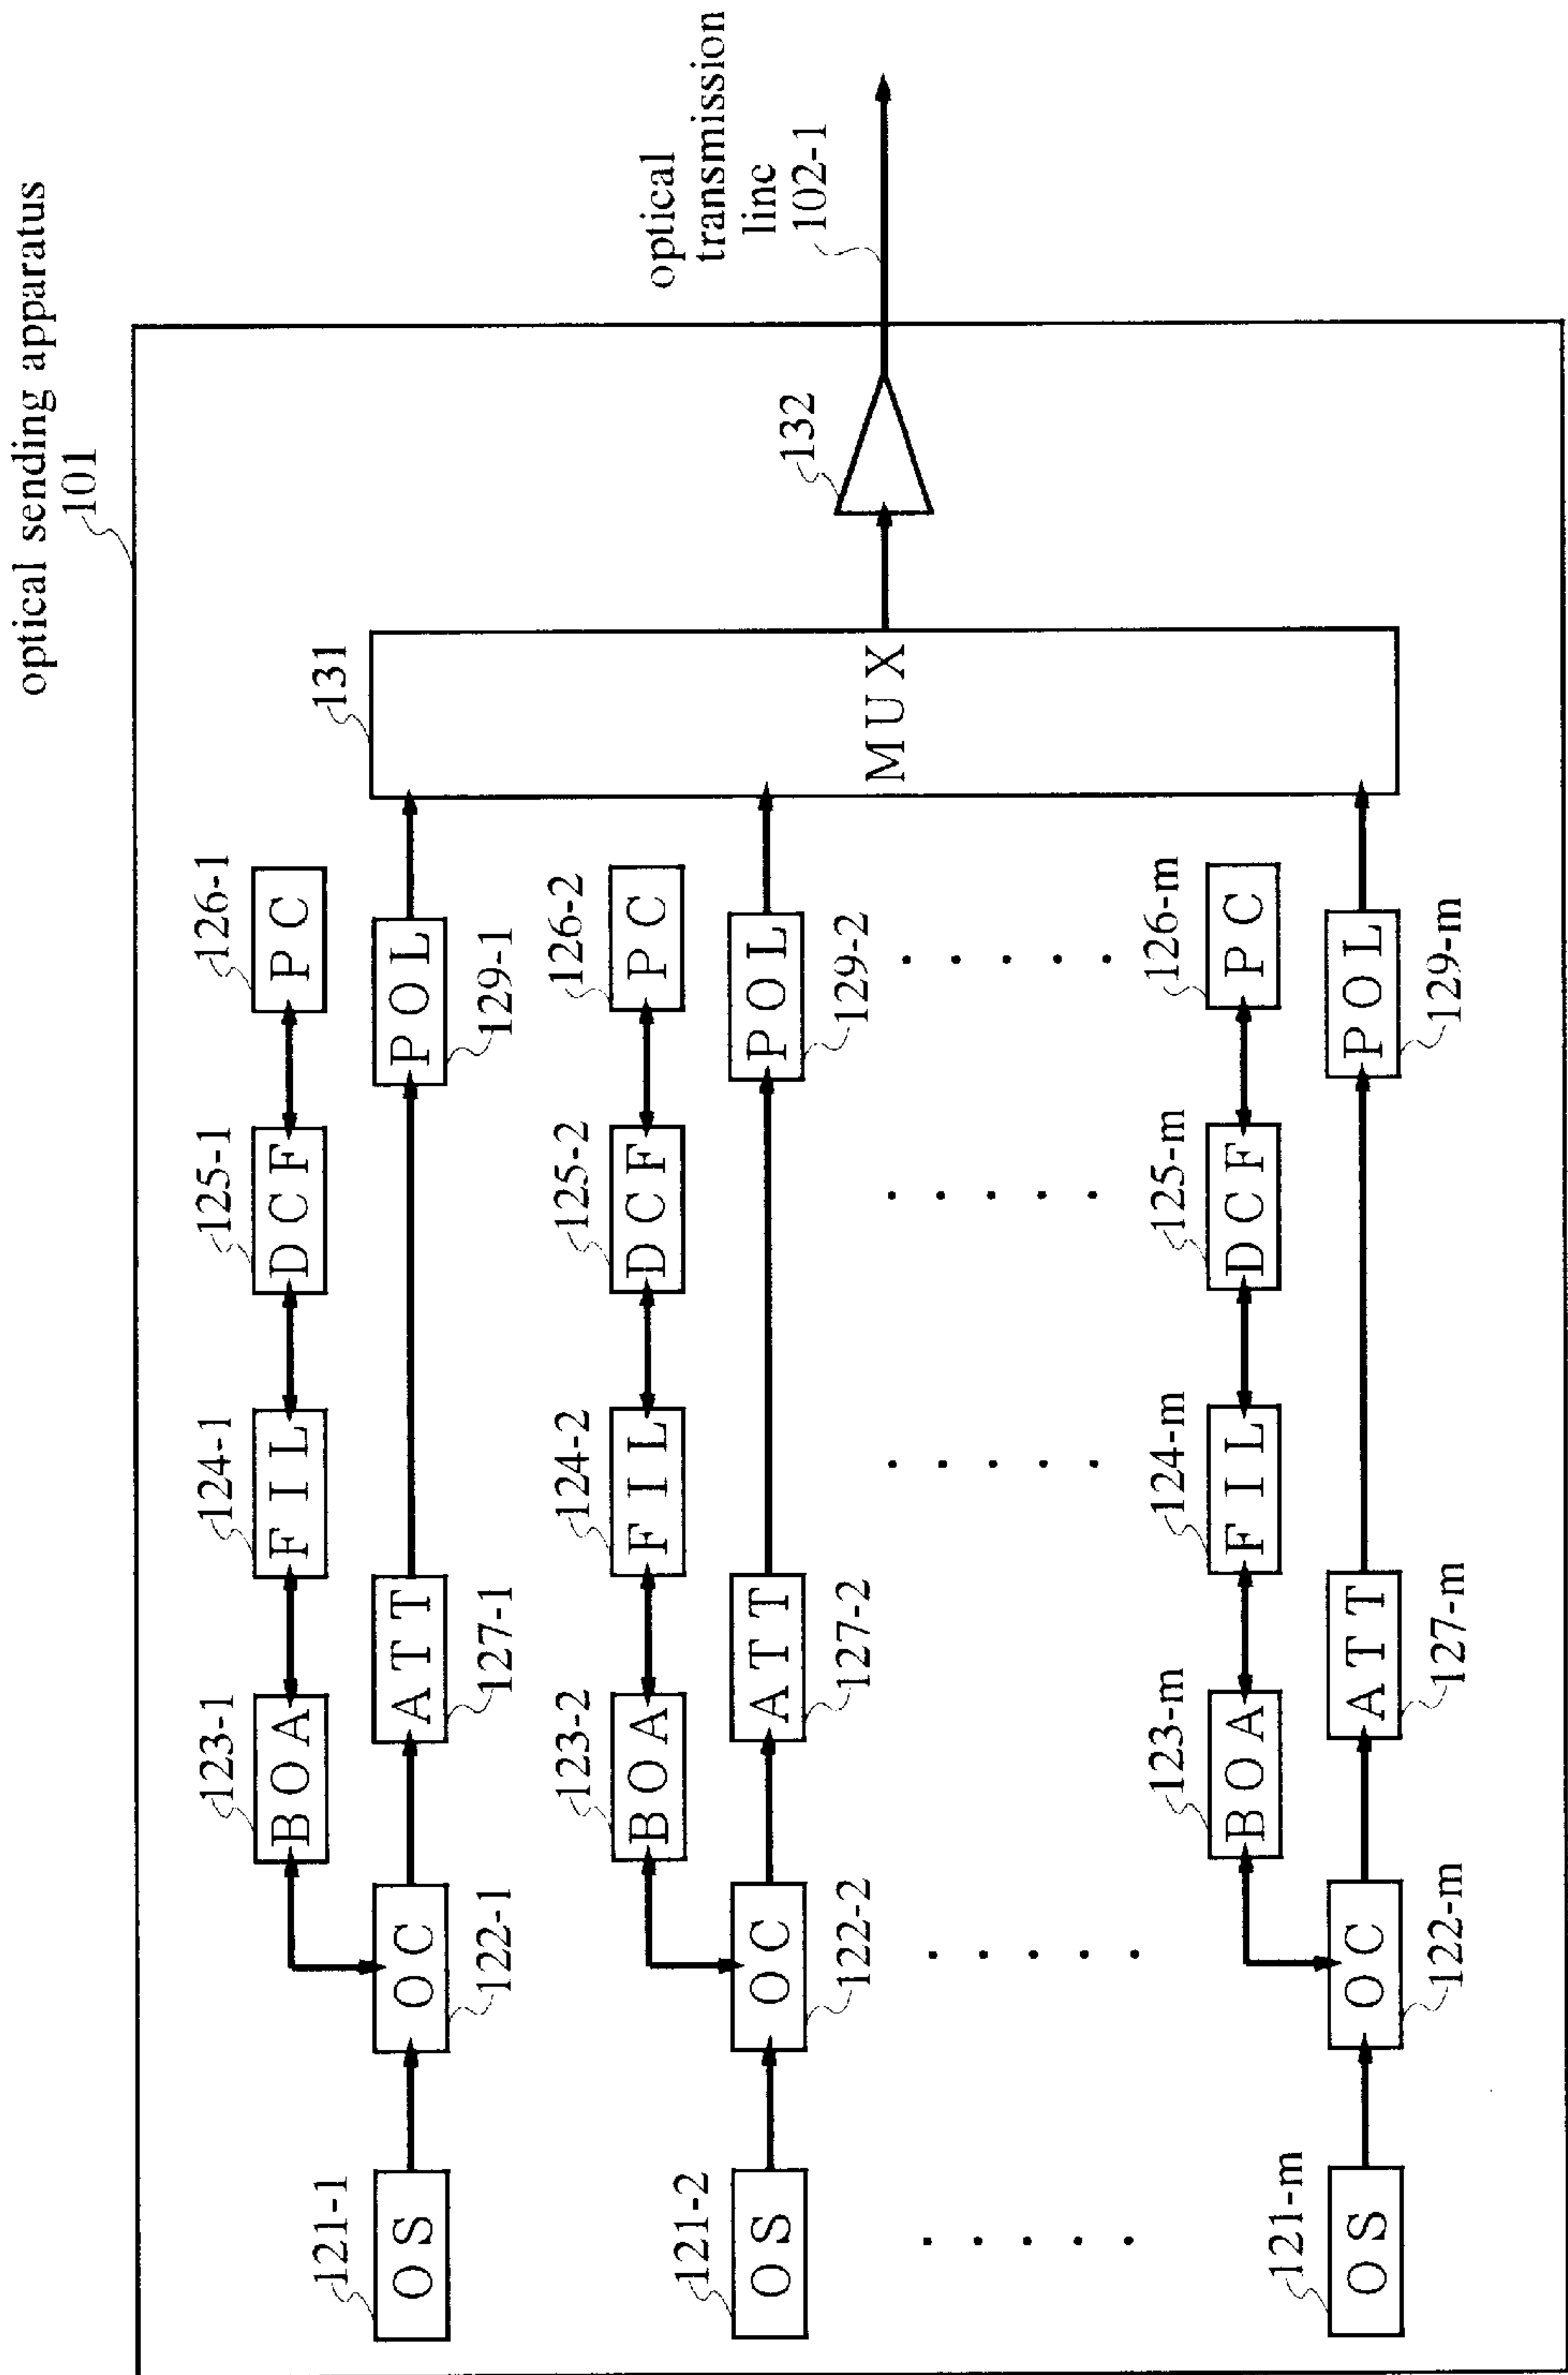 optical sending apparatus
101
optical
transmission
linc
102-1
132
131
MUX
126-1
125-1
124-1
123-1
PC
DCF
FIL
BOA
121-1
OS
OC
ATT
POL
122-1
127-1
129-1
126-2
125-2
124-2
123-2
PC
DCF
FIL
BOA
121-2
OS
OC
ATT
POL
122-2
127-2
129-2
126-m
125-m
124-m
123-m
PC
DCF
FIL
BOA
121-m
OS
OC
ATT
POL
122-m
127-m
129-m